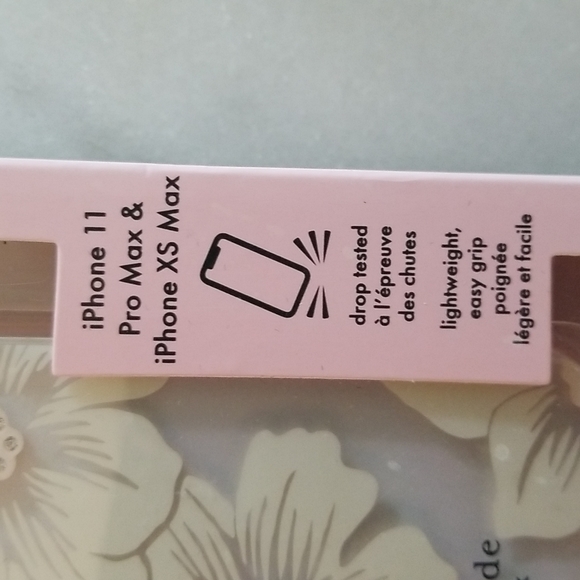 iPhone 11
Pro Max &
iPhone XS Max
drop tested
à l'épreuve
des chutes
lightweight,
easy grip
poignée
légère et facile
de